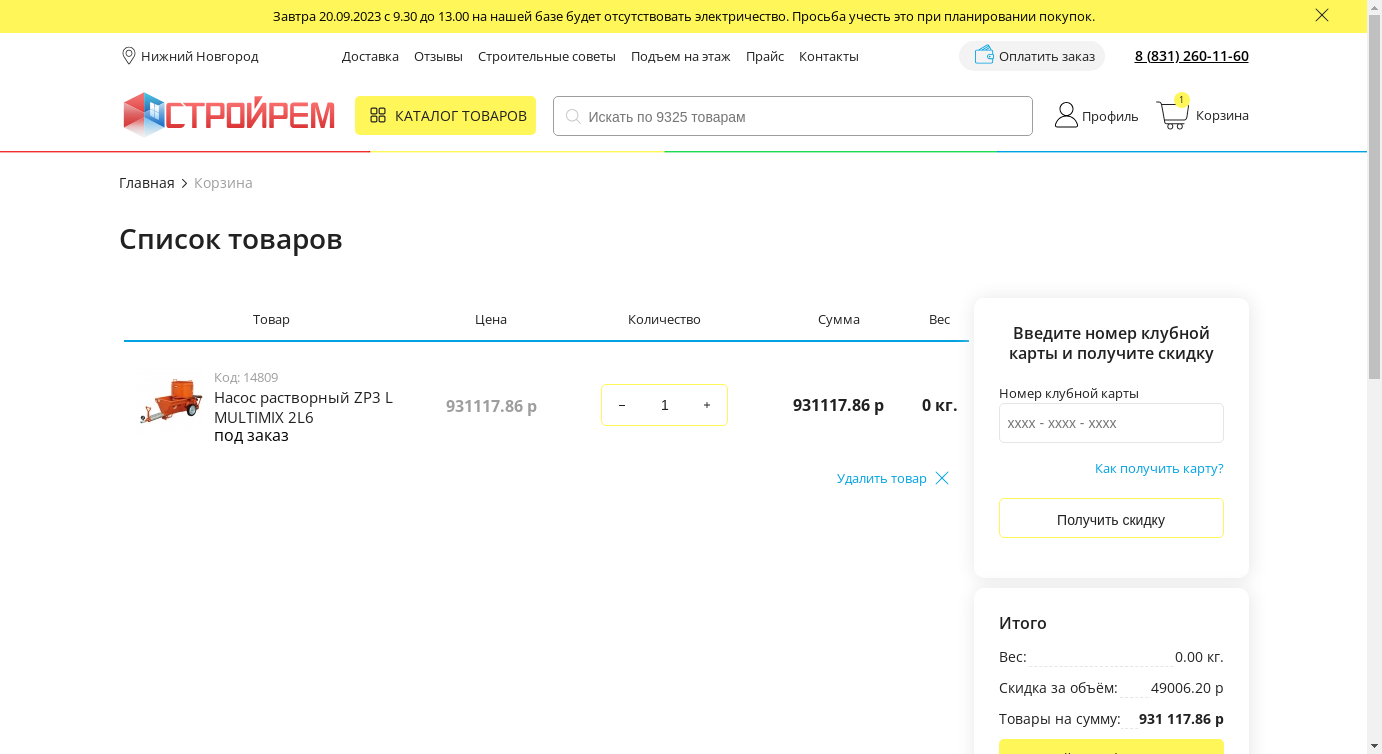 Завтра 20.09.2023 с 9.30 до 13.00 на нашей базе будет отсутствовать электричество. Просьба учесть это при планировании покупок.
Нижний Новгород
Доставка Отзывы Строительные советы Подъем на этаж Прайс Контакты
Оплатить заказ
8 (831) 260-11-60
СТРОЙРЕМ
КАТАЛОГ ТОВАРОВ
Искать по 9325 товарам
Профиль
1
Корзина
Главная
Корзина
Список товаров
Товар Цена Количество Сумма Вес
Код: 14809
Насос растворный ZP3 L
MULTIMIX 2L6
под заказ
931117.86 р
− 1 +
931117.86 р
0 кг.
Удалить товар
Введите номер клубной
карты и получите скидку
Номер клубной карты
xxxx - xxxx - xxxx
Как получить карту?
Получить скидку
Итого
Вес: 0.00 кг.
Скидка за объём: 49006.20 р
Товары на сумму: 931 117.86 р